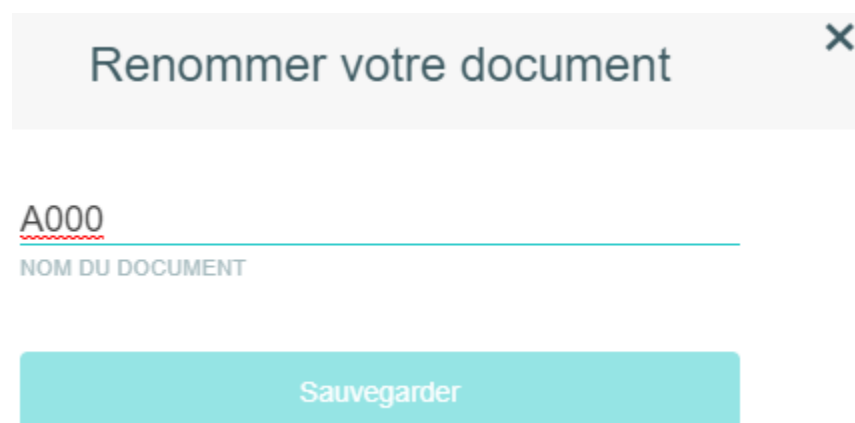 Renommer votre document
A000
NOM DU DOCUMENT
Sauvegarder